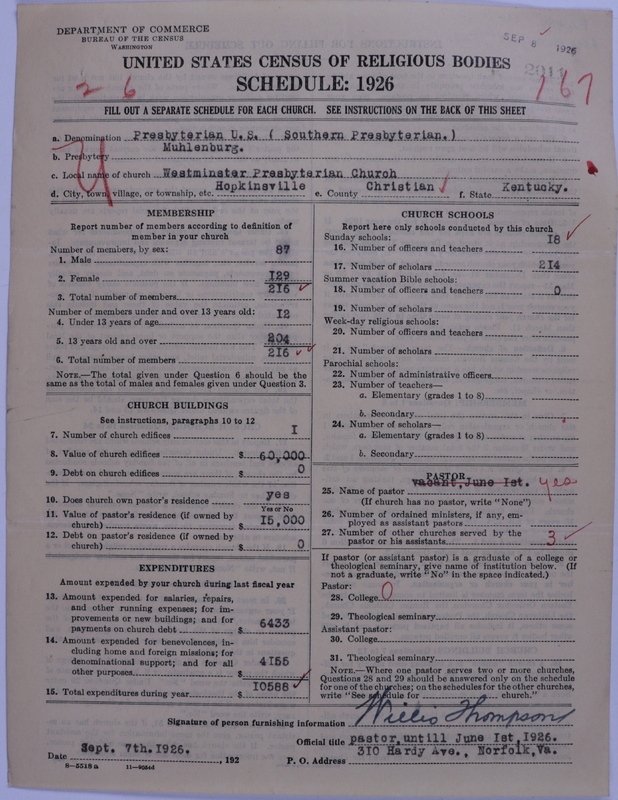 DEPARTMENT OF COMMERCE
BUREAU OF THE CENSUS
WASHINGTON
SEP 8 1926
UNITED STATES CENSUS OF RELIGIOUS BODIES
SCHEDULE: 1926
2 6
167
FILL OUT A SEPARATE SCHEDULE FOR EACH CHURCH. SEE INSTRUCTIONS ON THE BACK OF THIS SHEET
a. Denomination Presbyterian U.S. ( Southern Presbyterian.)
b. Presbytery Muhlenburg.
c. Local name of church Westminster Presbyterian Church
d. City, town, village, or township, etc. Hopkinsville e. County Christian f. State Kentucky.
MEMBERSHIP
Report number of members according to definition of
member in your church
Number of members, by sex:
1. Male 87
2. Female 129
3. Total number of members 216
Number of members under and over 13 years old:
4. Under 13 years of age 12
5. 13 years old and over 204
6. Total number of members 216
NOTE.—The total given under Question 6 should be
same as the total of males and females given under Question 3.
CHURCH BUILDINGS
See instructions, paragraphs 10 to 12
7. Number of church edifices 1
8. Value of church edifices $ 60,000
9. Debt on church edifices $ 0
10. Does church own pastor's residence yes
Yes or No
11. Value of pastor's residence (if owned by
church) $ 15,000
12. Debt on pastor's residence (if owned by
church) $ 0
EXPENDITURES
Amount expended by your church during last fiscal year
13. Amount expended for salaries, repairs,
and other running expenses; for im-
provements or new buildings; and for
payments on church debt $ 6433
14. Amount expended for benevolences, in-
cluding home and foreign missions; for
denominational support; and for all
other purposes $ 4155
15. Total expenditures during year $ 10588
CHURCH SCHOOLS
Report here only schools conducted by this church
Sunday schools:
16. Number of officers and teachers 18
17. Number of scholars 214
Summer vacation Bible schools:
18. Number of officers and teachers 0
19. Number of scholars
Week-day religious schools:
20. Number of officers and teachers
21. Number of scholars
Parochial schools:
22. Number of administrative officers
23. Number of teachers—
a. Elementary (grades 1 to 8)
b. Secondary
24. Number of scholars—
a. Elementary (grades 1 to 8)
b. Secondary
PASTOR
25. Name of pastor vacant, June 1st. yes
(If church has no pastor, write "None")
26. Number of ordained ministers, if any, em-
ployed as assistant pastors
27. Number of other churches served by the
pastor or his assistants 3
If pastor (or assistant pastor) is a graduate of a college or
theological seminary, give name of institution below. (If
not a graduate, write "No" in the space indicated.)
Pastor:
28. College 0
29. Theological seminary
Assistant pastor:
30. College
31. Theological seminary
NOTE.—Where one pastor serves two or more churches,
Questions 28 and 29 should be answered only on the schedule
for one of the churches; on the schedules for the other churches,
write "See schedule for church."
Signature of person furnishing information Willis Thompson
Official title pastor, untill June 1st, 1926.
Date Sept. 7th. 1926. , 192
P. O. Address 310 Hardy Ave., Norfolk, Va.
8—5518 a